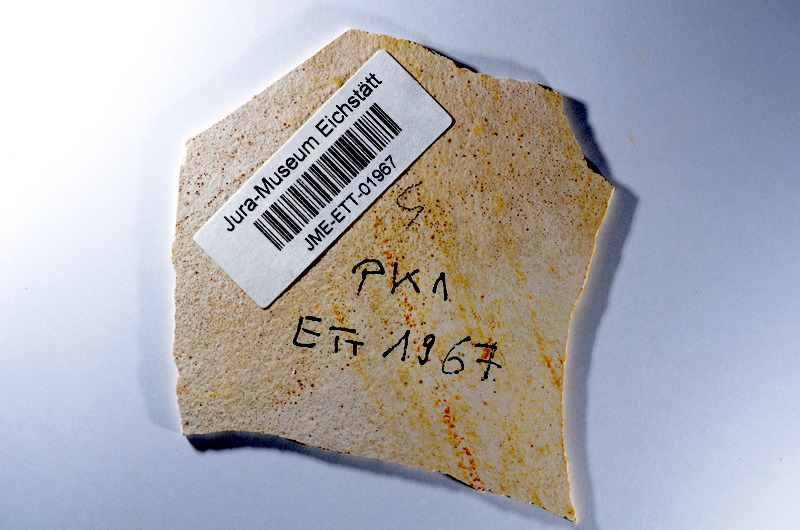 Jura-Museum Eichstätt
JME-ETT-01967
PK1
ETT 1967